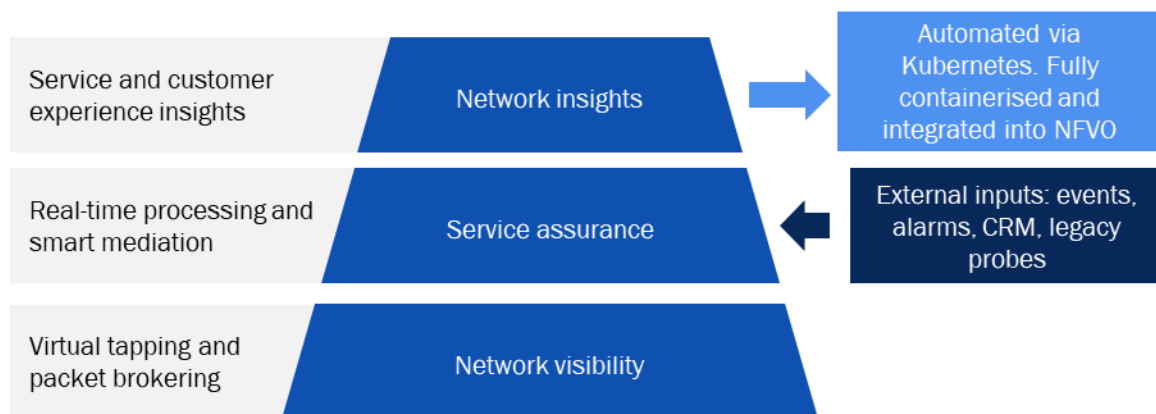 Service and customer
experience insights
Network insights
Automated via
Kubernetes. Fully
containerised and
integrated into NFVO
Real-time processing and
smart mediation
Service assurance
External inputs: events,
alarms, CRM, legacy
probes
Virtual tapping and
packet brokering
Network visibility